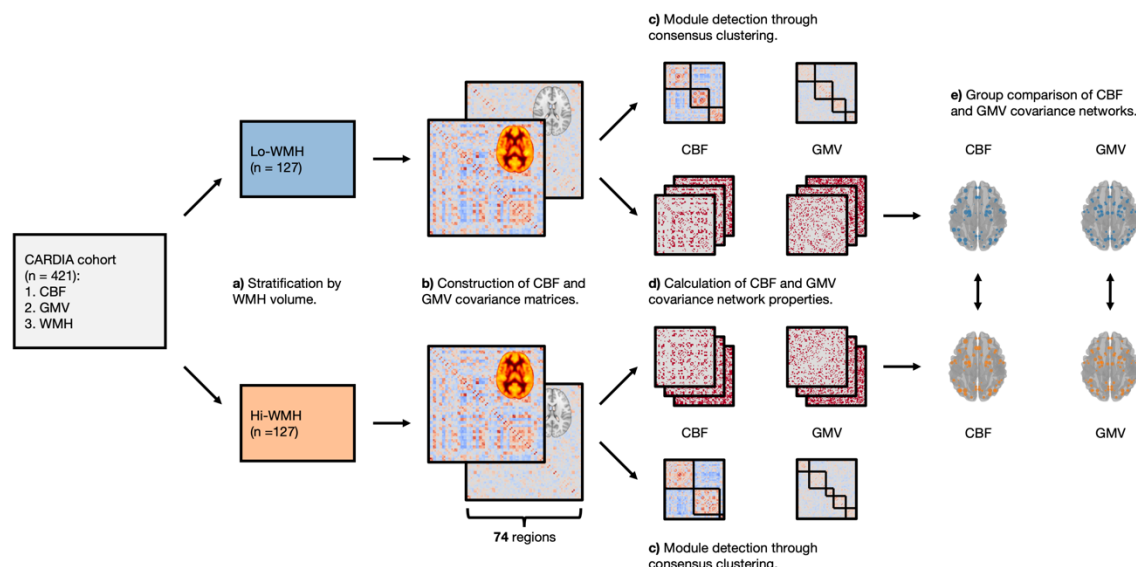 c) Module detection through
consensus clustering.
e) Group comparison of CBF
and GMV covariance networks.
Lo-WMH
(n = 127)
CBF
GMV
CBF
GMV
CARDIA cohort
(n = 421):
1. CBF
2. GMV
3. WMH
a) Stratification by
WMH volume.
b) Construction of CBF and
GMV covariance matrices.
d) Calculation of CBF and GMV
covariance network properties.
Hi-WMH
(n =127)
CBF
GMV
CBF
GMV
74 regions
c) Module detection through
consensus clustering.